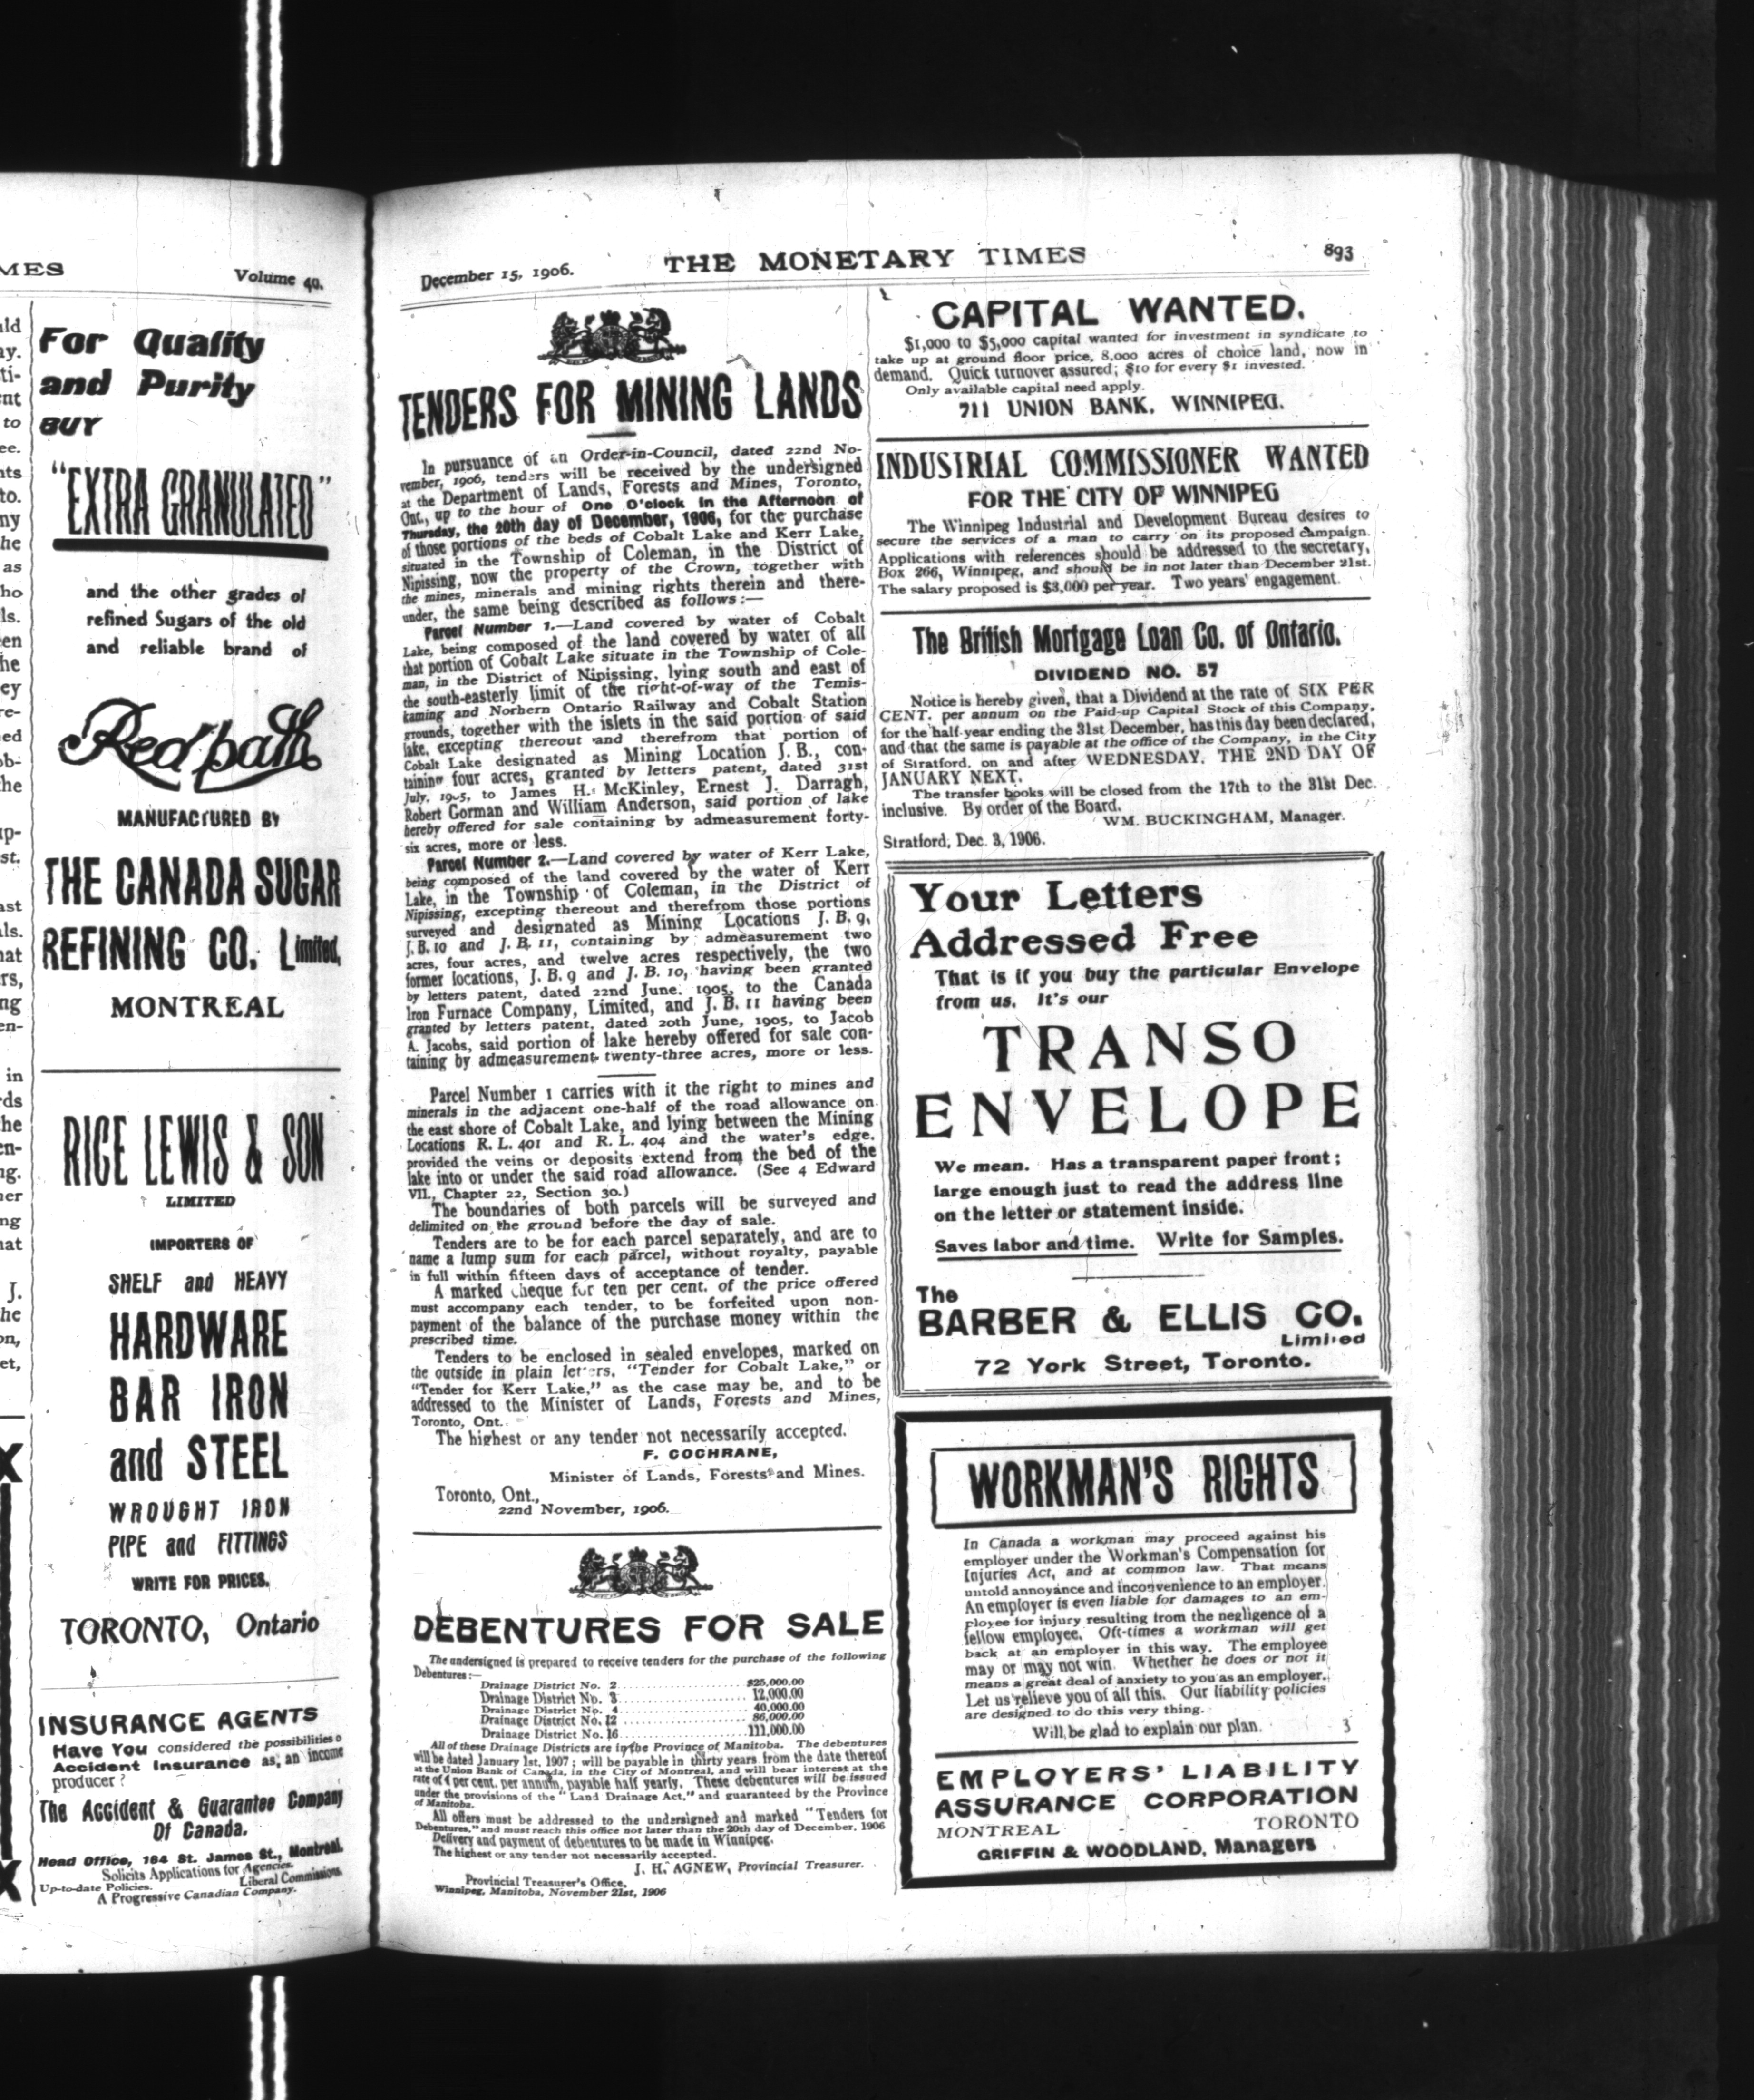 MES
Volume 40.
For Quality
and Purity
BUY
"EXTRA GRANULATED"
and the other grades of
refined Sugars of the old
and reliable brand of
Redpath
MANUFACTURED BY
THE CANADA SUGAR
REFINING CO. Limited,
MONTREAL
RICE LEWIS & SON
LIMITED
IMPORTERS OF
SHELF and HEAVY
HARDWARE
BAR IRON
and STEEL
WROUGHT IRON
PIPE and FITTINGS
WRITE FOR PRICES.
TORONTO, Ontario
INSURANCE AGENTS
Have You considered the possibilities o
Accident Insurance as an income
producer?
The Accident & Guarantee Company
Of Canada.
Head Office, 164 St. James St., Montreal.
Solicits Applications for Agencies.
Up-to-date Policies. Liberal Commissions.
A Progressive Canadian Company.
December 15, 1906.
THE MONETARY TIMES
893
TENDERS FOR MINING LANDS
In pursuance of an Order-in-Council, dated 22nd No-
vember, 1906, tenders will be received by the undersigned
at the Department of Lands, Forests and Mines, Toronto,
Ont., up to the hour of One O'clock in the Afternoon of
Thursday, the 20th day of December, 1906, for the purchase
of those portions of the beds of Cobalt Lake and Kerr Lake,
situated in the Township of Coleman, in the District of
Nipissing, now the property of the Crown, together with
the mines, minerals and mining rights therein and there-
under, the same being described as follows:—
Parcel Number 1.—Land covered by water of Cobalt
Lake, being composed of the land covered by water of all
that portion of Cobalt Lake situate in the Township of Cole-
man, in the District of Nipissing, lying south and east of
the south-easterly limit of the right-of-way of the Temis-
kaming and Norhern Ontario Railway and Cobalt Station
grounds, together with the islets in the said portion of said
lake, excepting thereout and therefrom that portion of
Cobalt Lake designated as Mining Location J. B., con-
taining four acres, granted by letters patent, dated 31st
July, 1905, to James H. McKinley, Ernest J. Darragh,
Robert Gorman and William Anderson, said portion of lake
hereby offered for sale containing by admeasurement forty-
six acres, more or less.
Parcel Number 2.—Land covered by water of Kerr Lake,
being composed of the land covered by the water of Kerr
Lake, in the Township of Coleman, in the District of
Nipissing, excepting thereout and therefrom those portions
surveyed and designated as Mining Locations J. B. 9,
J. B. 10 and J. B. 11, containing by admeasurement two
acres, four acres, and twelve acres respectively, the two
former locations, J. B. 9 and J. B. 10, having been granted
by letters patent, dated 22nd June, 1905, to the Canada
Iron Furnace Company, Limited, and J. B. 11 having been
granted by letters patent, dated 20th June, 1905, to Jacob
A. Jacobs, said portion of lake hereby offered for sale con-
taining by admeasurement twenty-three acres, more or less.
Parcel Number 1 carries with it the right to mines and
minerals in the adjacent one-half of the road allowance on
the east shore of Cobalt Lake, and lying between the Mining
Locations R. L. 401 and R. L. 404 and the water's edge,
provided the veins or deposits extend from the bed of the
lake into or under the said road allowance. (See 4 Edward
VII., Chapter 22, Section 30.)
The boundaries of both parcels will be surveyed and
delimited on the ground before the day of sale.
Tenders are to be for each parcel separately, and are to
name a lump sum for each parcel, without royalty, payable
in full within fifteen days of acceptance of tender.
A marked cheque for ten per cent. of the price offered
must accompany each tender, to be forfeited upon non-
payment of the balance of the purchase money within the
prescribed time.
Tenders to be enclosed in sealed envelopes, marked on
the outside in plain letters, "Tender for Cobalt Lake," or
"Tender for Kerr Lake," as the case may be, and to be
addressed to the Minister of Lands, Forests and Mines,
Toronto, Ont.
The highest or any tender not necessarily accepted.
F. COCHRANE,
Minister of Lands, Forests and Mines.
Toronto, Ont.,
22nd November, 1906.
DEBENTURES FOR SALE
The undersigned is prepared to receive tenders for the purchase of the following
Debentures:—
Drainage District No. 2 $25,000.00
Drainage District No. 3 12,000.00
Drainage District No. 4 40,000.00
Drainage District No. 12 86,000.00
Drainage District No. 16 111,000.00
All of these Drainage Districts are in the Province of Manitoba. The debentures
will be dated January 1st, 1907; will be payable in thirty years from the date thereof
at the Union Bank of Canada, in the City of Montreal, and will bear interest at the
rate of 4 per cent. per annum, payable half yearly. These debentures will be issued
under the provisions of the "Land Drainage Act," and guaranteed by the Province
of Manitoba.
All offers must be addressed to the undersigned and marked "Tenders for
Debentures," and must reach this office not later than the 20th day of December, 1906
Delivery and payment of debentures to be made in Winnipeg.
The highest or any tender not necessarily accepted.
J. H. AGNEW, Provincial Treasurer.
Provincial Treasurer's Office,
Winnipeg, Manitoba, November 21st, 1906
CAPITAL WANTED.
$1,000 to $5,000 capital wanted for investment in syndicate to
take up at ground floor price, 8,000 acres of choice land, now in
demand. Quick turnover assured; $10 for every $1 invested.
Only available capital need apply.
711 UNION BANK, WINNIPEG.
INDUSTRIAL COMMISSIONER WANTED
FOR THE CITY OF WINNIPEG
The Winnipeg Industrial and Development Bureau desires to
secure the services of a man to carry on its proposed campaign.
Applications with references should be addressed to the secretary,
Box 266, Winnipeg, and should be in not later than December 21st.
The salary proposed is $3,000 per year. Two years' engagement.
The British Mortgage Loan Co. of Ontario.
DIVIDEND NO. 57
Notice is hereby given, that a Dividend at the rate of SIX PER
CENT. per annum on the Paid-up Capital Stock of this Company,
for the half-year ending the 31st December, has this day been declared,
and that the same is payable at the office of the Company, in the City
of Stratford, on and after WEDNESDAY, THE 2ND DAY OF
JANUARY NEXT.
The transfer books will be closed from the 17th to the 31st Dec.
inclusive. By order of the Board.
WM. BUCKINGHAM, Manager.
Stratford, Dec. 3, 1906.
Your Letters
Addressed Free
That is if you buy the particular Envelope
from us. It's our
TRANSO
ENVELOPE
We mean. Has a transparent paper front;
large enough just to read the address line
on the letter or statement inside.
Saves labor and time. Write for Samples.
The
BARBER & ELLIS CO.
Limited
72 York Street, Toronto.
WORKMAN'S RIGHTS
In Canada a workman may proceed against his
employer under the Workman's Compensation for
Injuries Act, and at common law. That means
untold annoyance and inconvenience to an employer.
An employer is even liable for damages to an em-
ployee for injury resulting from the negligence of a
fellow employee. Oft-times a workman will get
back at an employer in this way. The employee
may or may not win. Whether he does or not it
means a great deal of anxiety to you as an employer.
Let us relieve you of all this. Our liability policies
are designed to do this very thing.
Will be glad to explain our plan. 3
EMPLOYERS' LIABILITY
ASSURANCE CORPORATION
MONTREAL - TORONTO
GRIFFIN & WOODLAND, Managers